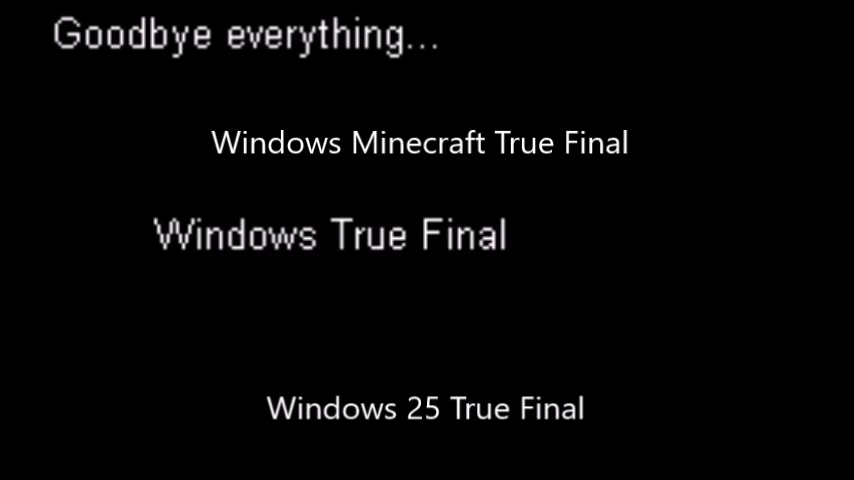 Goodbye everything...
Windows Minecraft True Final
Windows True Final
Windows 25 True Final